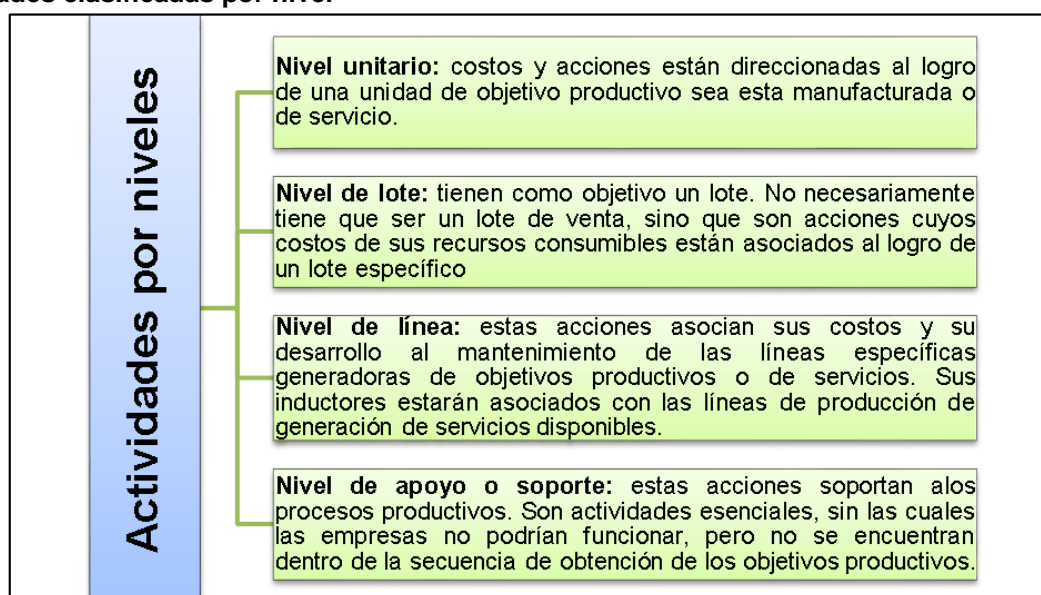 Actividades por niveles
Nivel unitario: costos y acciones están direccionadas al logro
de una unidad de objetivo productivo sea esta manufacturada o
de servicio.
Nivel de lote: tienen como objetivo un lote. No necesariamente
tiene que ser un lote de venta, sino que son acciones cuyos
costos de sus recursos consumibles están asociados al logro de
un lote específico
Nivel de línea: estas acciones asocian sus costos y su
desarrollo al mantenimiento de las líneas específicas
generadoras de objetivos productivos o de servicios. Sus
inductores estarán asociados con las líneas de producción de
generación de servicios disponibles.
Nivel de apoyo o soporte: estas acciones soportan alos
procesos productivos. Son actividades esenciales, sin las cuales
las empresas no podrían funcionar, pero no se encuentran
dentro de la secuencia de obtención de los objetivos productivos.